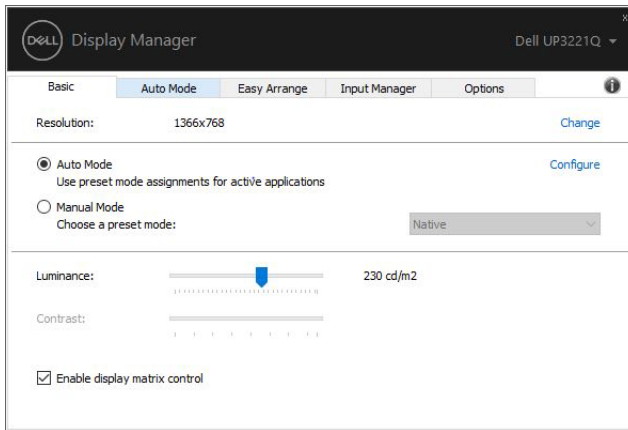 DELL Display Manager
Dell UP3221Q
x
Basic Auto Mode Easy Arrange Input Manager Options
Resolution: 1366x768 Change
Auto Mode Configure
Use preset mode assignments for active applications
Manual Mode
Choose a preset mode: Native
Luminance: 230 cd/m2
Contrast:
Enable display matrix control